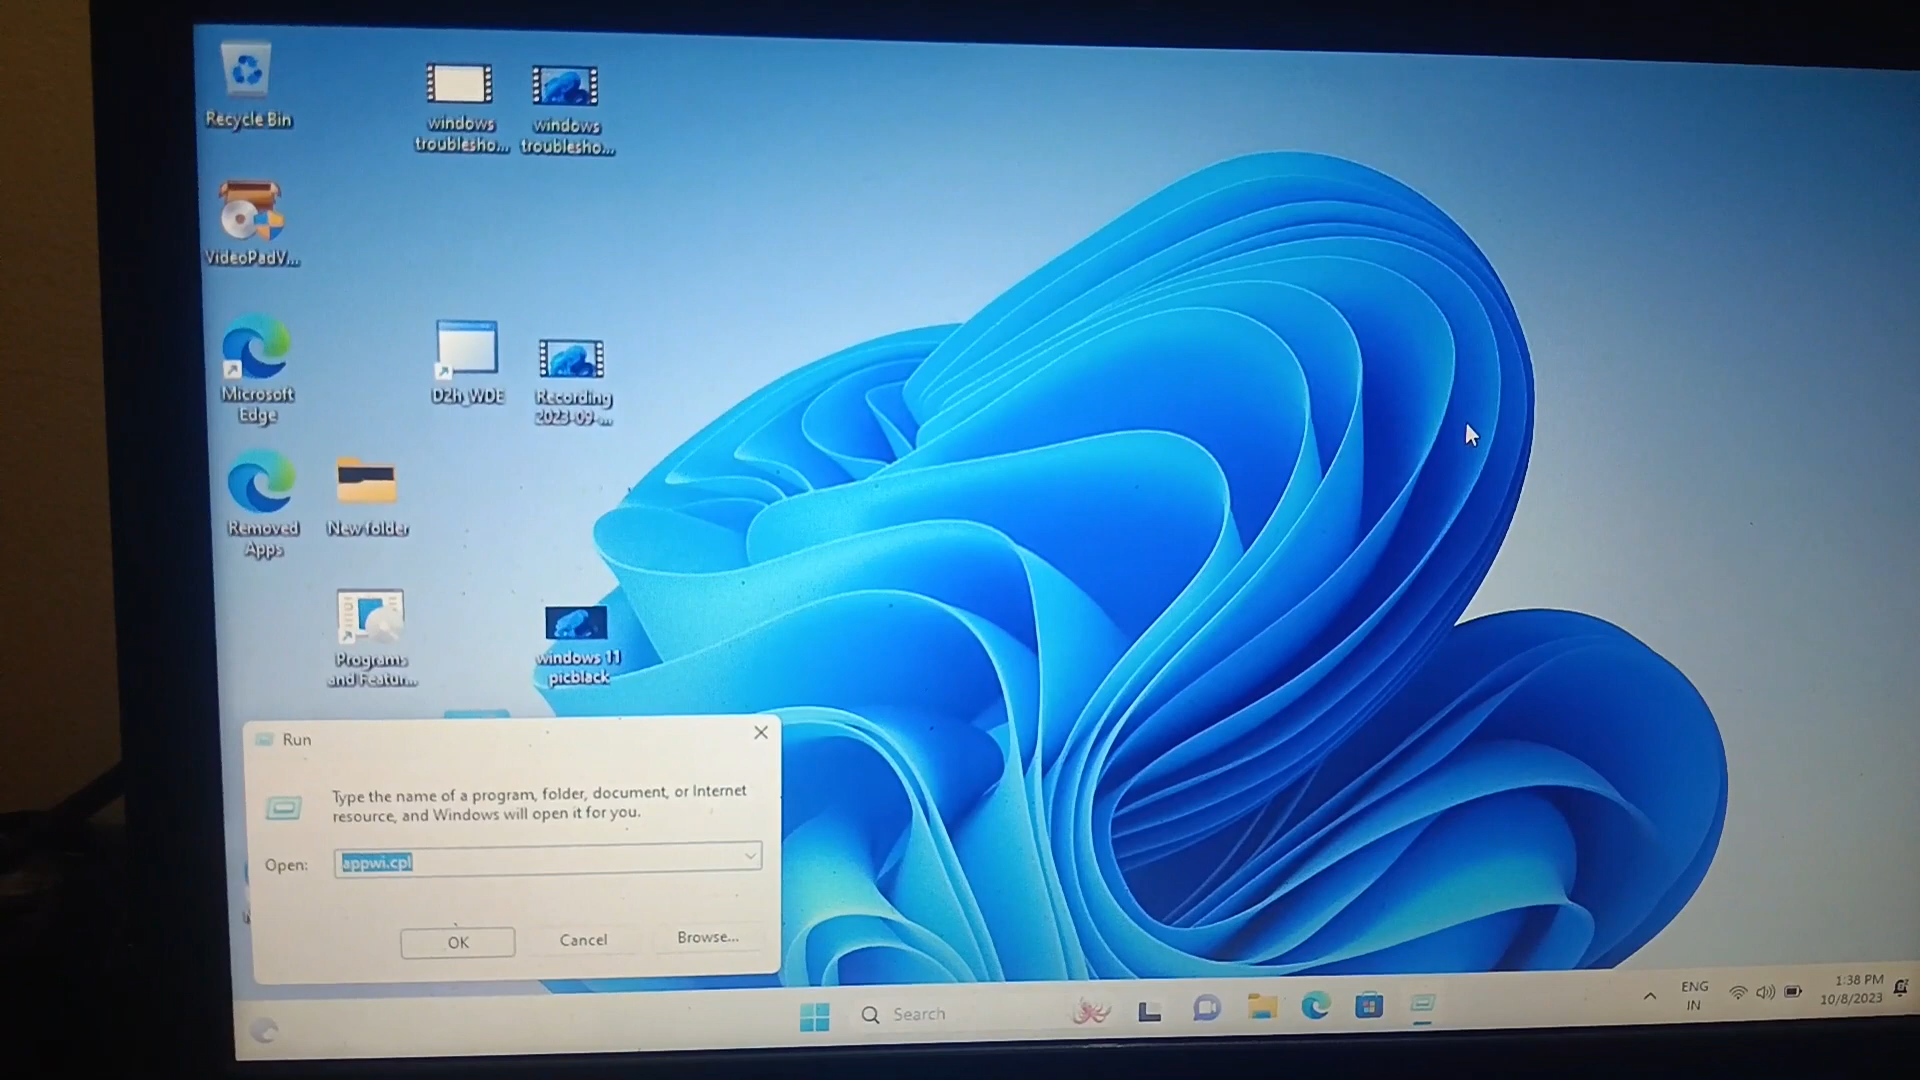 Recycle Bin
windows
troublesho...
windows
troublesho...
VideoPadV...
Microsoft
Edge
D2h_WDE
Recording
2023-09-...
Removed
Apps
New folder
Programs
and Featur...
windows 11
picblack
Run
Type the name of a program, folder, document, or Internet
resource, and Windows will open it for you.
Open:
appwi.cpl
OK
Cancel
Browse...
Search
ENG
IN
1:38 PM
10/8/2023